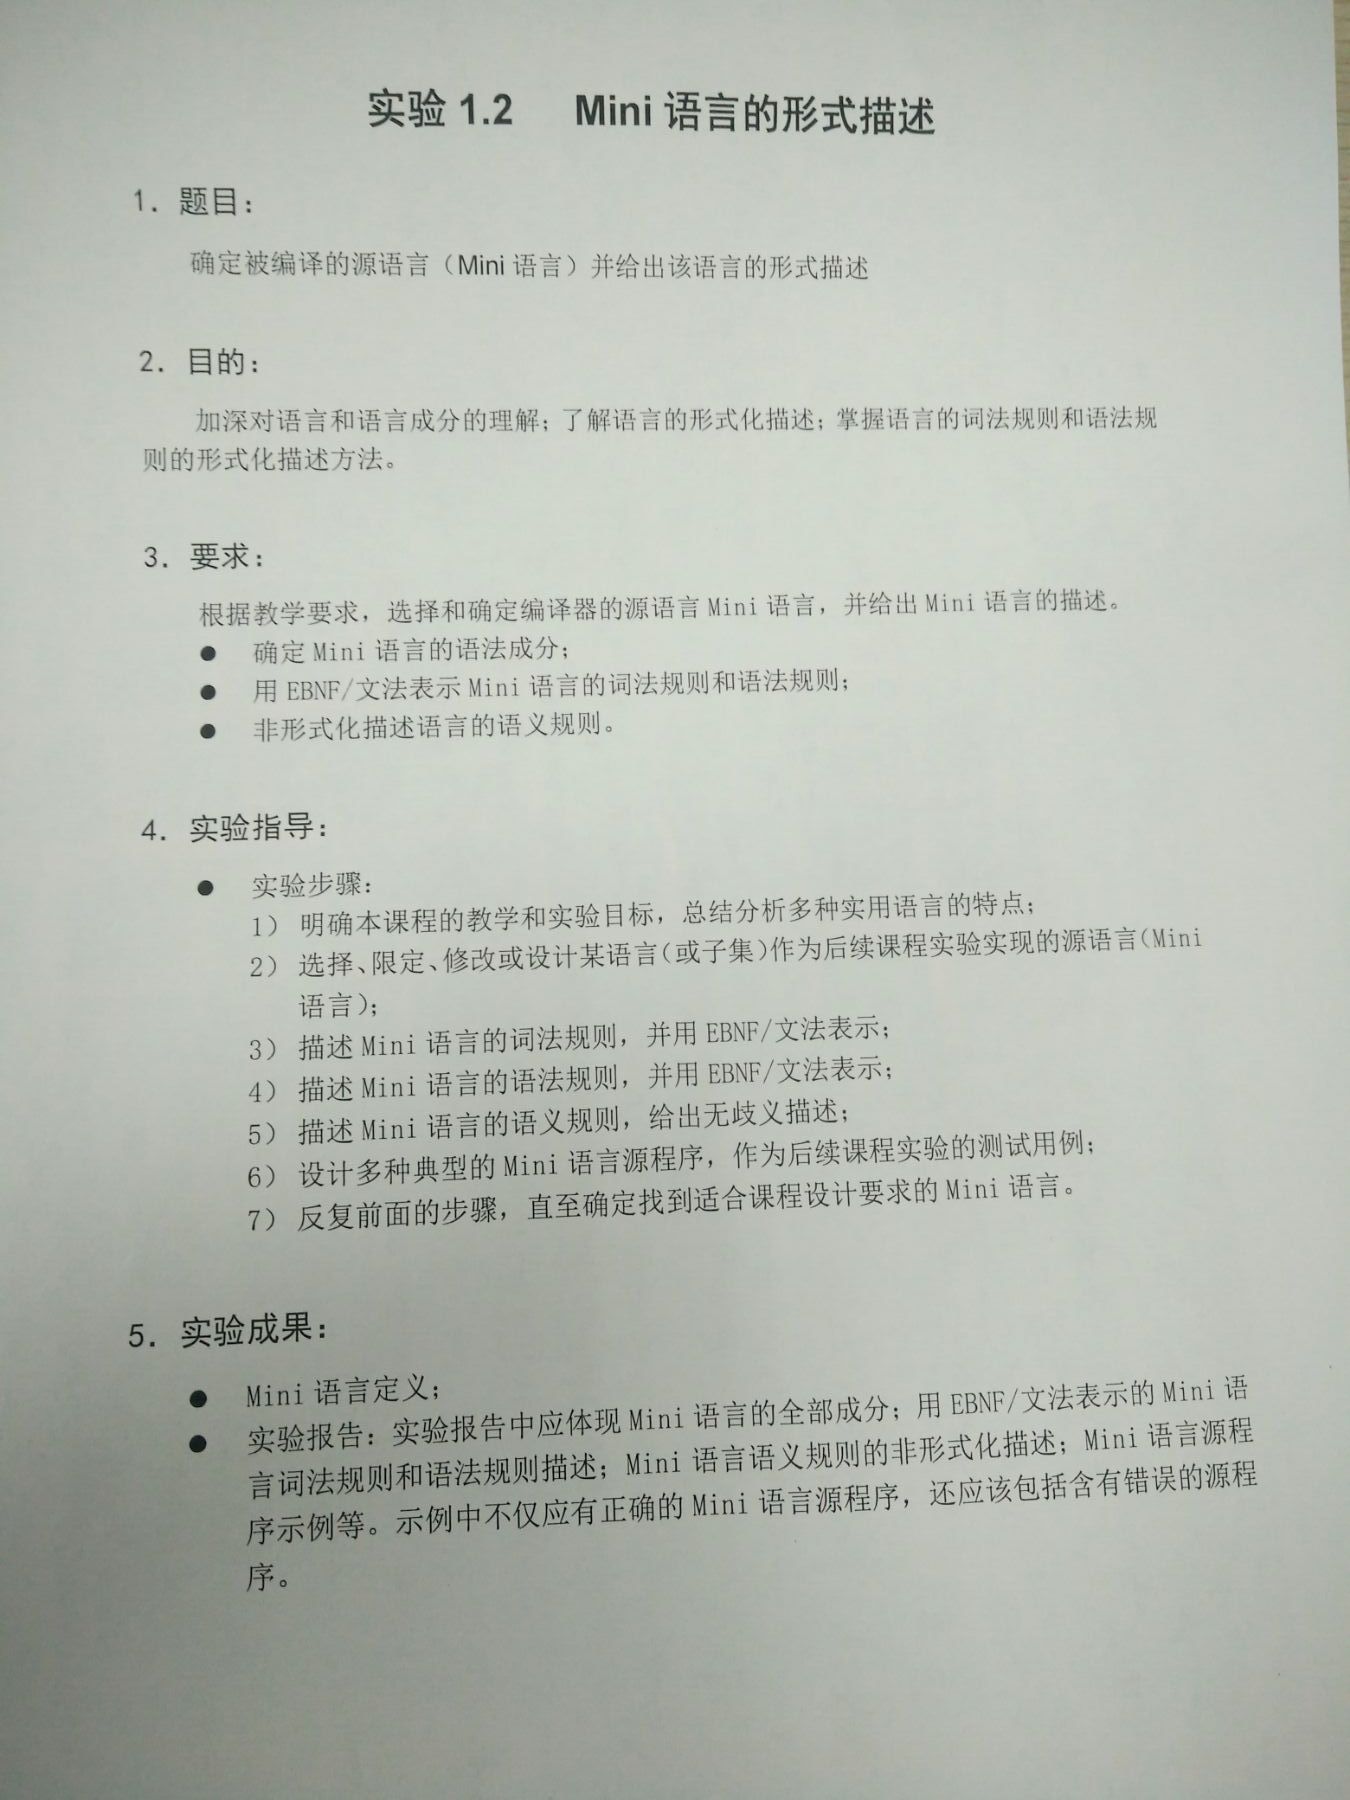 实验 1.2 Mini 语言的形式描述
1. 题目：
确定被编译的源语言（Mini 语言）并给出该语言的形式描述
2. 目的：
加深对语言和语言成分的理解；了解语言的形式化描述；掌握语言的词法规则和语法规
则的形式化描述方法。
3. 要求：
根据教学要求，选择和确定编译器的源语言 Mini 语言，并给出 Mini 语言的描述。
● 确定 Mini 语言的语法成分；
● 用 EBNF/文法表示 Mini 语言的词法规则和语法规则；
● 非形式化描述语言的语义规则。
4. 实验指导：
● 实验步骤：
1） 明确本课程的教学和实验目标，总结分析多种实用语言的特点；
2） 选择、限定、修改或设计某语言（或子集）作为后续课程实验实现的源语言（Mini
语言）；
3） 描述 Mini 语言的词法规则，并用 EBNF/文法表示；
4） 描述 Mini 语言的语法规则，并用 EBNF/文法表示；
5） 描述 Mini 语言的语义规则，给出无歧义描述；
6） 设计多种典型的 Mini 语言源程序，作为后续课程实验的测试用例；
7） 反复前面的步骤，直至确定找到适合课程设计要求的 Mini 语言。
5. 实验成果：
● Mini 语言定义；
● 实验报告：实验报告中应体现 Mini 语言的全部成分；用 EBNF/文法表示的 Mini 语
言词法规则和语法规则描述；Mini 语言语义规则的非形式化描述；Mini 语言源程
序示例等。示例中不仅应有正确的 Mini 语言源程序，还应该包括含有错误的源程
序。